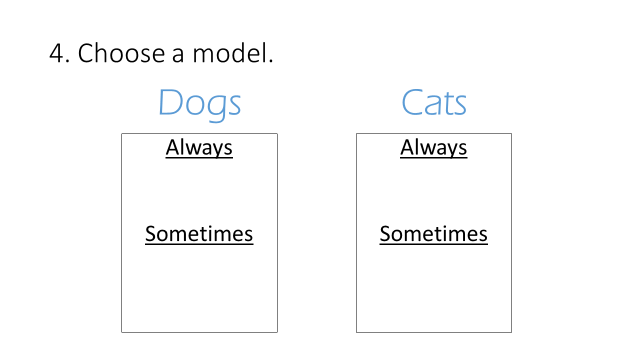 4. Choose a model.
Dogs Cats
Always Always
Sometimes Sometimes